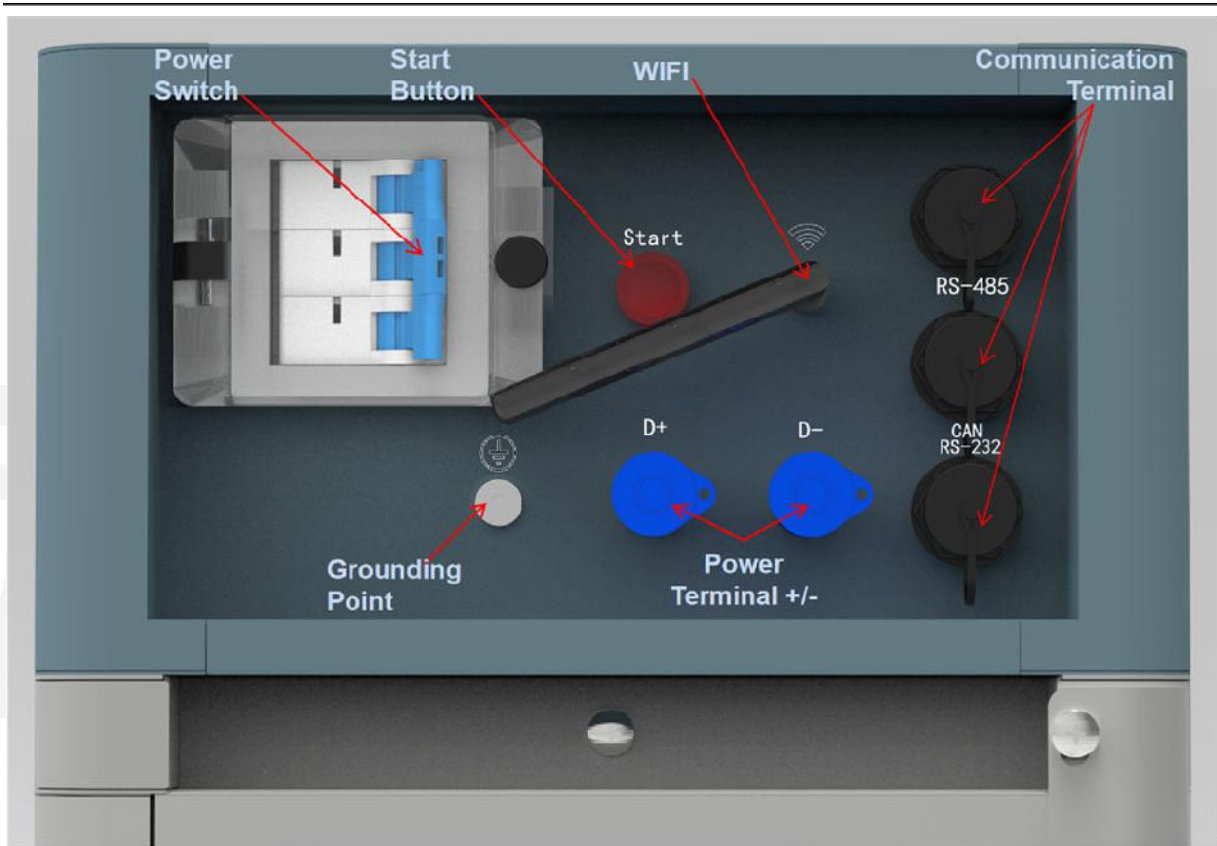 Power
Switch
Start
Button
WIFI
Communication
Terminal
Start
RS-485
D+
D-
CAN
RS-232
Grounding
Point
Power
Terminal +/-